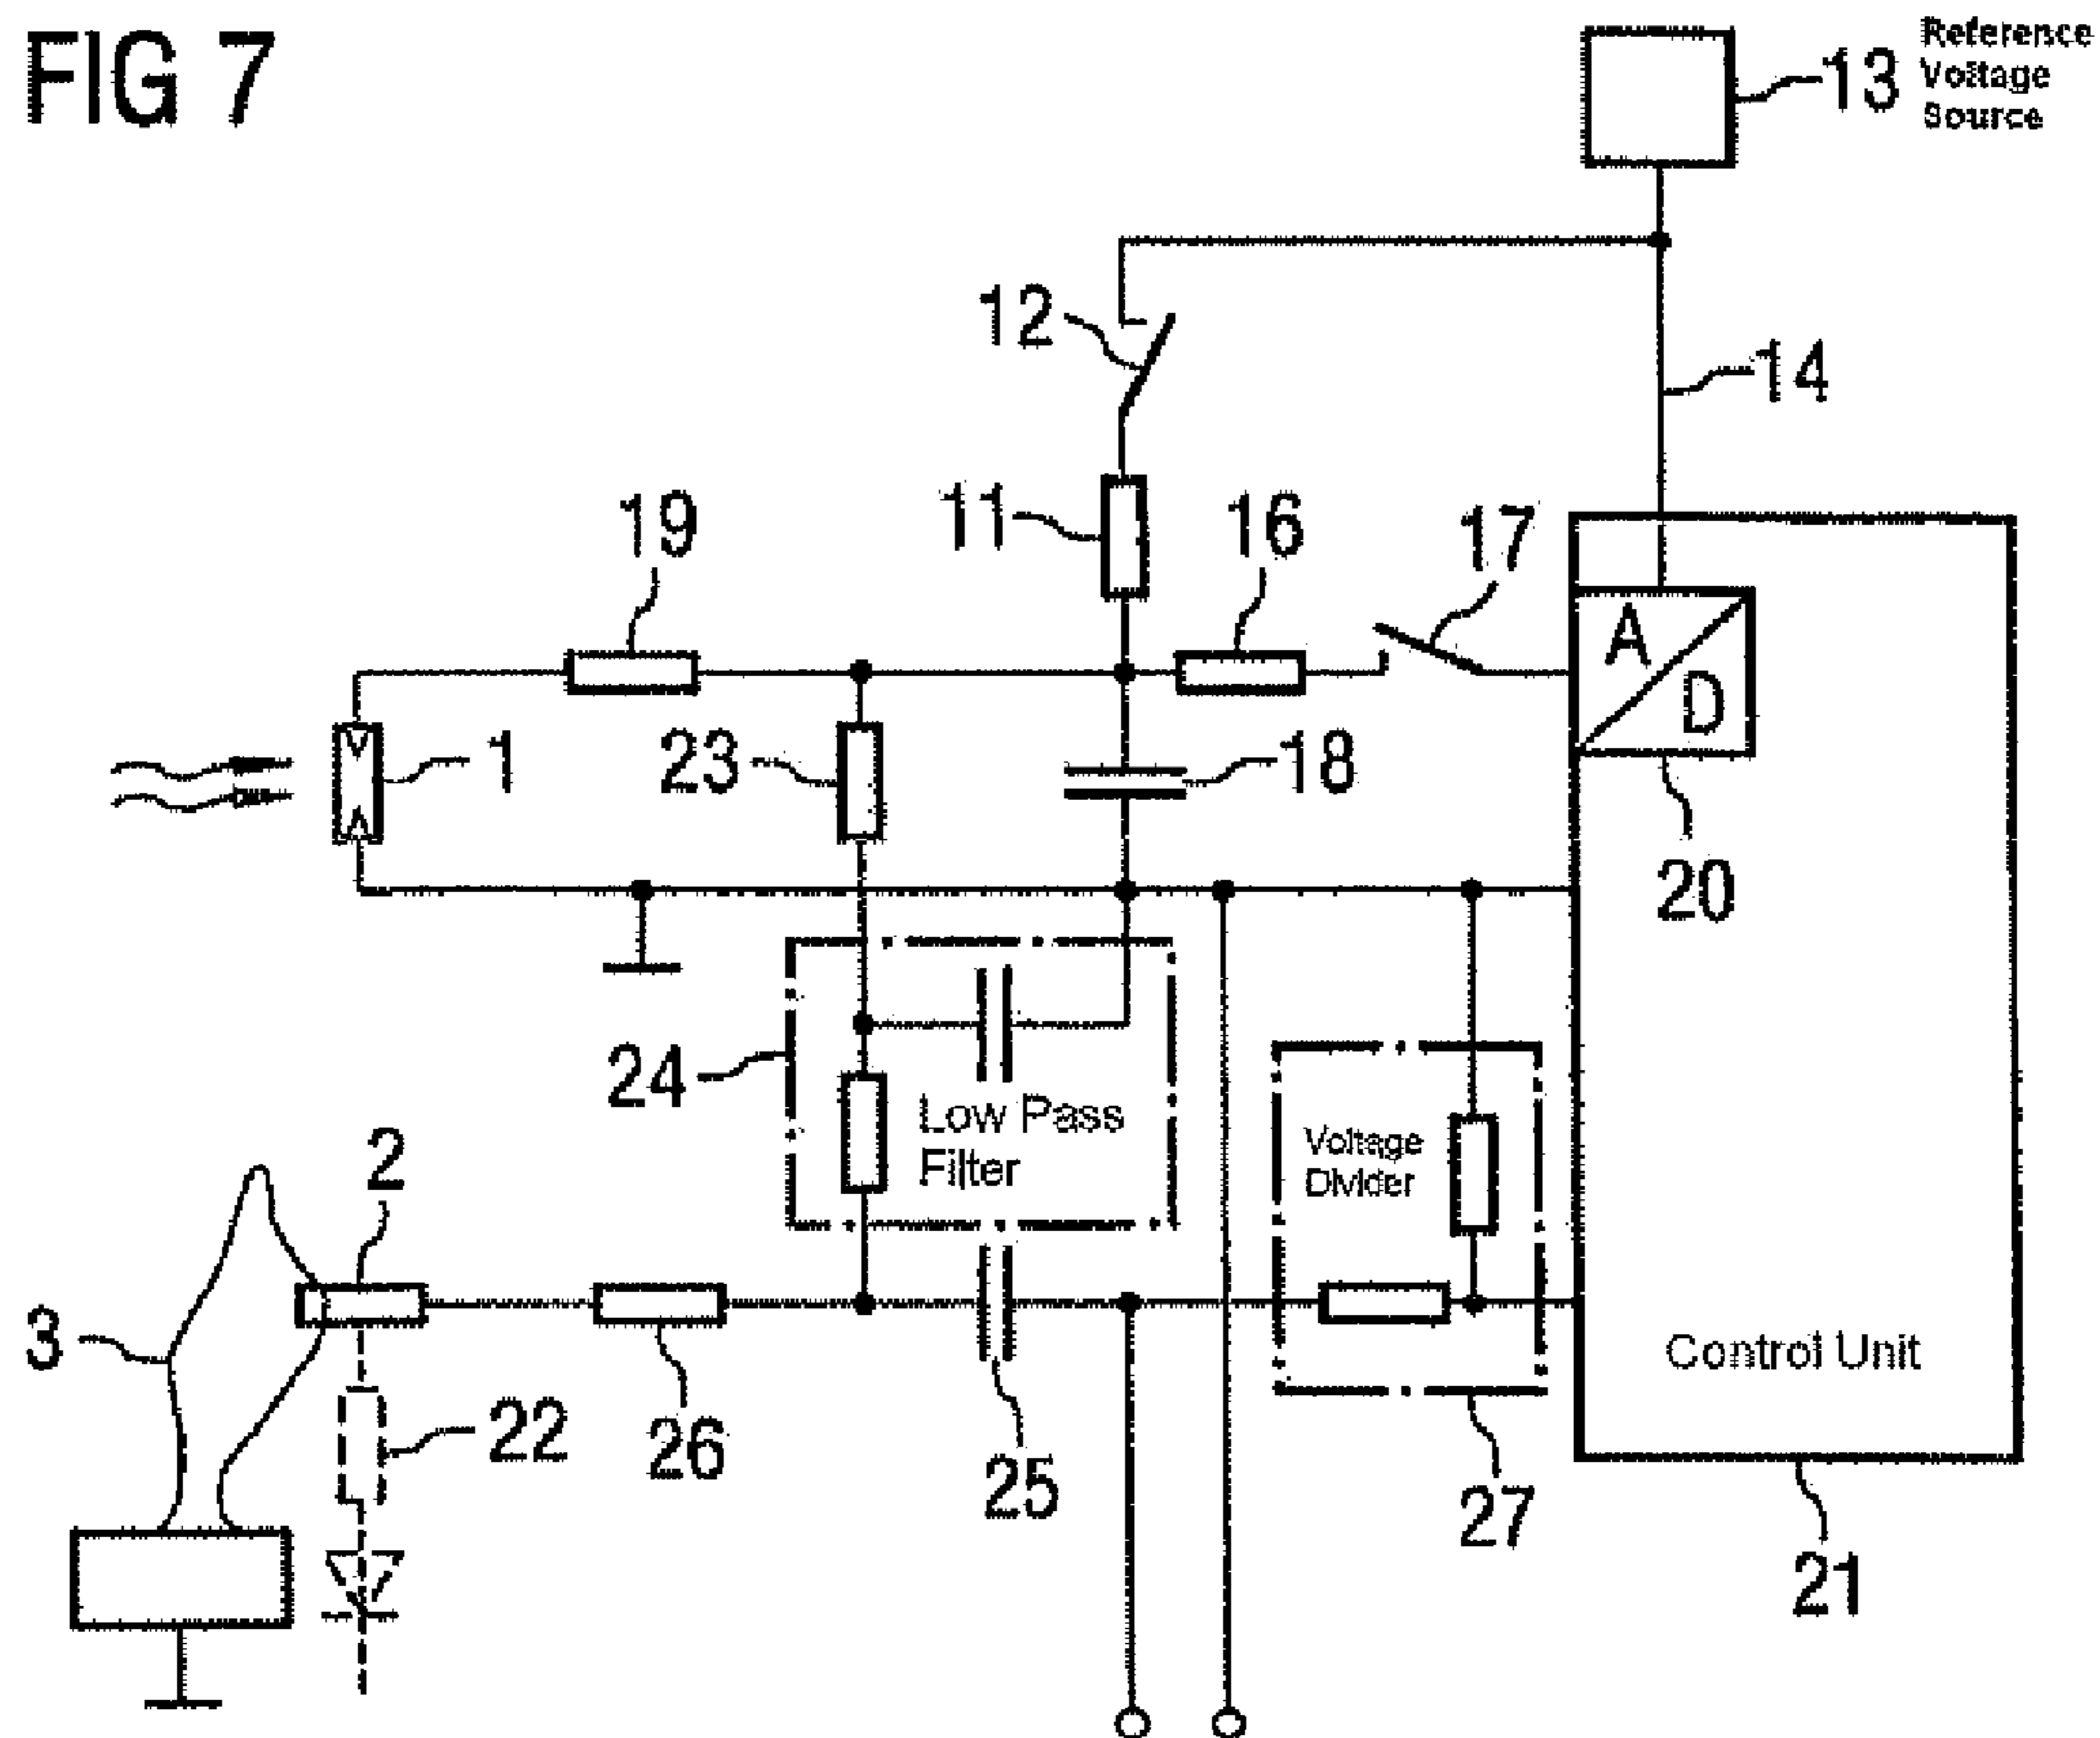 FIG 7
13
Reference
Voltage
Source
12
14
19
11
16
17
A
D
1
23
18
20
24
Low Pass
Filter
Voltage
Divider
2
3
Control Unit
22
26
25
27
21